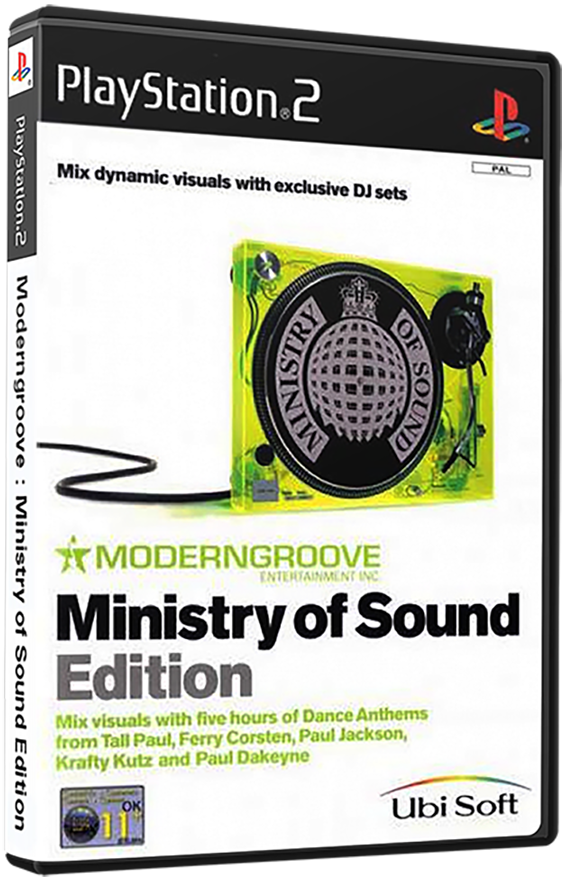 PlayStation.2
PlayStation®2
PAL
Mix dynamic visuals with exclusive DJ sets
MINISTRY OF SOUND
MODERNGROOVE
ENTERTAINMENT INC.
Ministry of Sound
Edition
Mix visuals with five hours of Dance Anthems
from Tall Paul, Ferry Corsten, Paul Jackson,
Krafty Kutz and Paul Dakeyne
OK
11+
Ubi Soft
Moderngroove : Ministry of Sound Edition